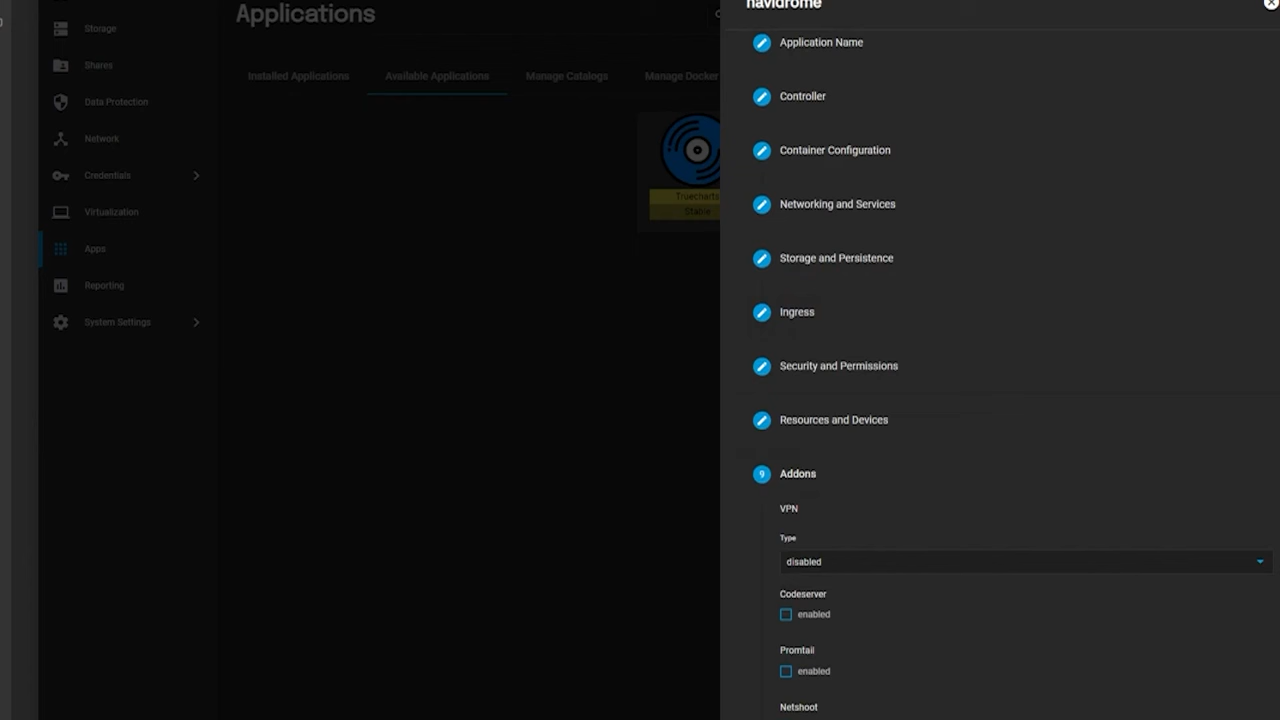 Applications
Storage
Shares
Data Protection
Network
Credentials
Virtualization
Apps
Reporting
System Settings
Installed Applications
Available Applications
Manage Catalogs
Manage Docker
Truecharts
Stable
navidrome
Application Name
Controller
Container Configuration
Networking and Services
Storage and Persistence
Ingress
Security and Permissions
Resources and Devices
9 Addons
VPN
Type
disabled
Codeserver
enabled
Promtail
enabled
Netshoot